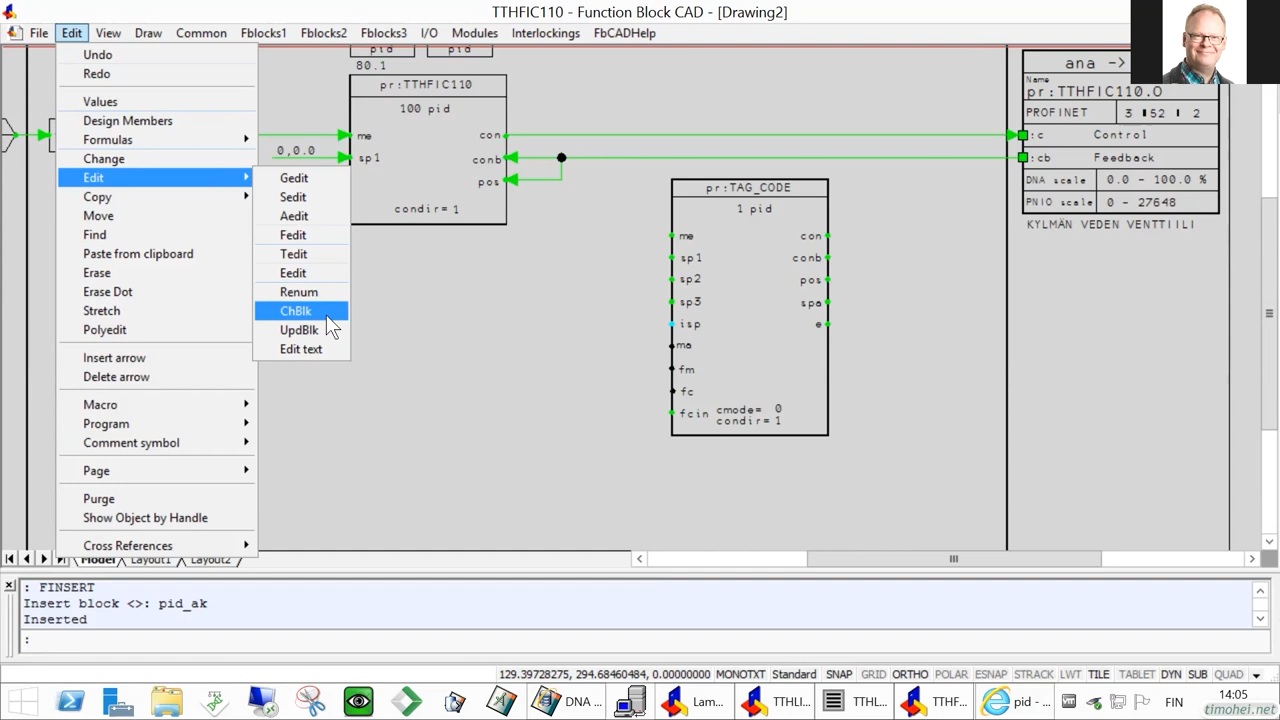 TTHFIC110 - Function Block CAD - [Drawing2]
File Edit View Draw Common Fblocks1 Fblocks2 Fblocks3 I/O Modules Interlockings FbCADHelp
Undo
Redo
Values
Design Members
Formulas
Change
Edit
Copy
Move
Find
Paste from clipboard
Erase
Erase Dot
Stretch
Polyedit
Insert arrow
Delete arrow
Macro
Program
Comment symbol
Page
Purge
Show Object by Handle
Cross References
Gedit
Sedit
Aedit
Fedit
Tedit
Eedit
Renum
ChBlk
UpdBlk
Edit text
pid pid
80.1
pr:TTHFIC110
100 pid
me con
0,0.0
sp1 conb
pos
condir= 1
pr:TAG_CODE
1 pid
me con
sp1 conb
sp2 pos
sp3 spa
isp e
ma
fm
fc
fcin cmode= 0
condir= 1
ana ->
Name
pr:TTHFIC110.O
PROFINET 3 52 2
:c Control
:cb Feedback
DNA scale 0.0 - 100.0 %
PNIO scale 0 - 27648
KYLMÄN VEDEN VENTTIILI
Model Layout1 Layout2
: FINSERT
Insert block <>: pid_ak
Inserted
:
129.39728275, 294.68460484, 0.00000000 MONOTXT Standard SNAP GRID ORTHO POLAR ESNAP STRACK LWT TILE TABLET DYN SUB QUAD
DNA ... Lam... TTHLI... TTHL... TTHF... pid - ... FIN 14:05
timohei.net